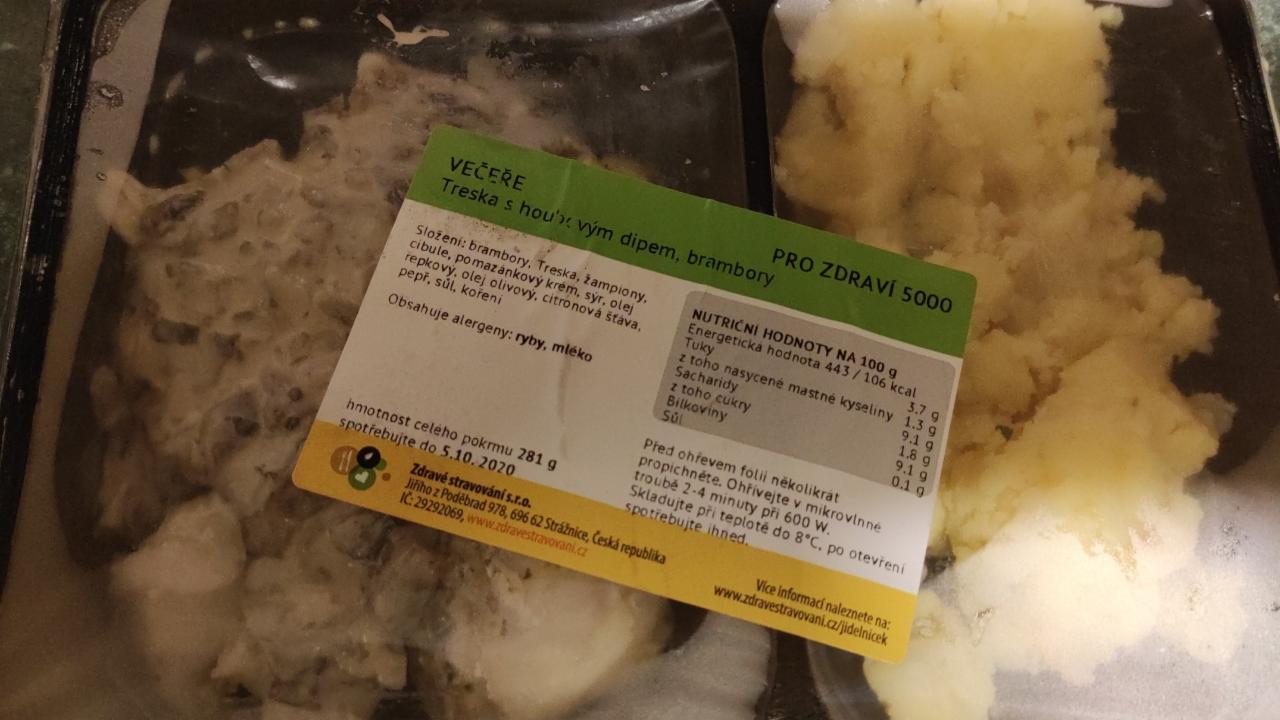 VEČEŘE
Treska s houbovým dipem, brambory
PRO ZDRAVÍ 5000
Složení: brambory, Treska, žampiony,
cibule, pomazánkový krém, sýr, olej
řepkový, olej olivový, citronová šťáva,
pepř, sůl, koření
Obsahuje alergeny: ryby, mléko
hmotnost celého pokrmu 281 g
spotřebujte do 5.10. 2020
NUTRIČNÍ HODNOTY NA 100 g
Energetická hodnota 443 / 106 kcal
Tuky 3.7 g
z toho nasycené mastné kyseliny 1.3 g
Sacharidy 9.1 g
z toho cukry 1.8 g
Bílkoviny 9.1 g
Sůl 0.1 g
Před ohřevem folii několikrát
propíchněte. Ohřívejte v mikrovlnné
troubě 2-4 minuty při 600 W.
Skladujte při teplotě do 8°C, po otevření
spotřebujte ihned.
Zdravé stravování s.r.o.
Jiřího z Poděbrad 978, 696 62 Strážnice, Česká republika
IČ: 29292069, www.zdravestravovani.cz
Více informací naleznete na:
www.zdravestravovani.cz/jidelnicek